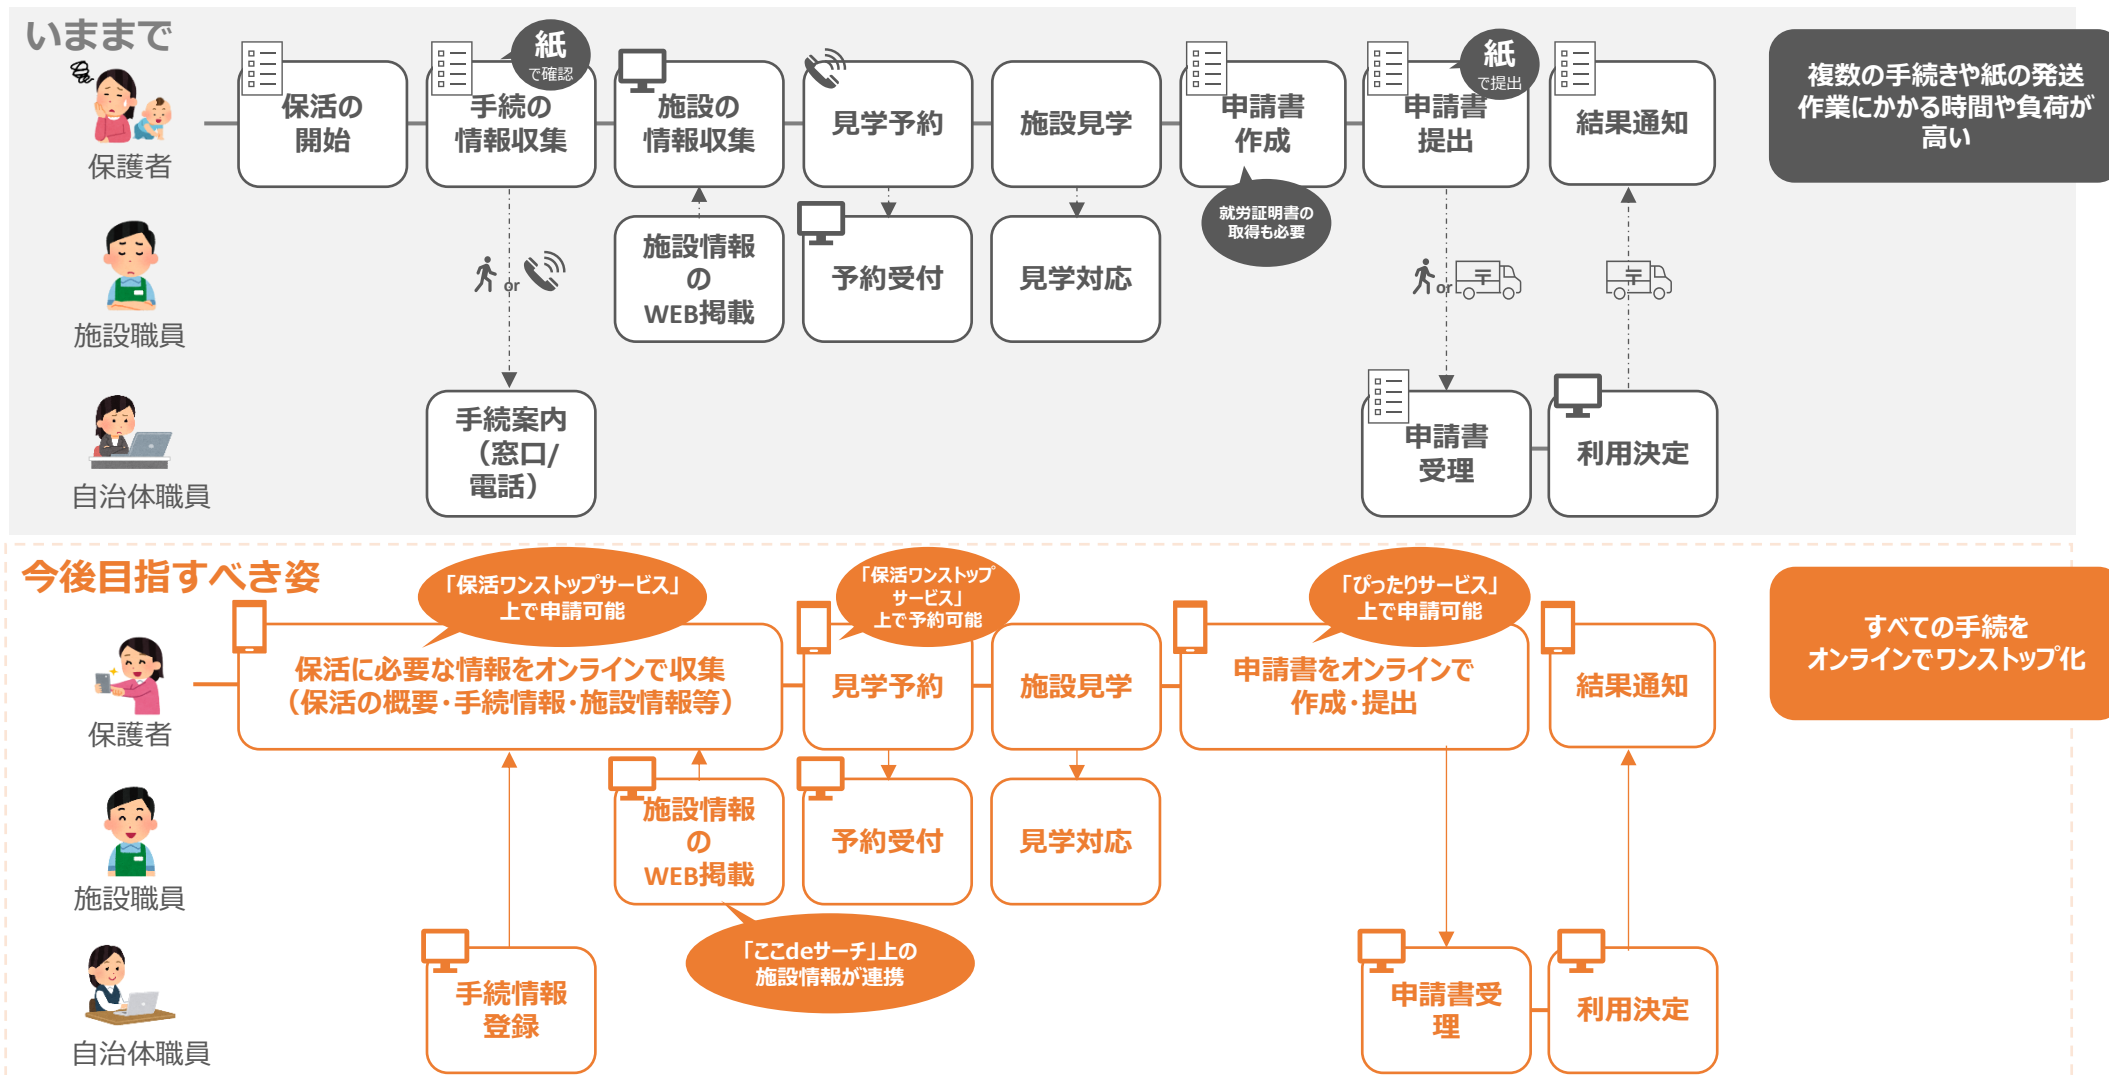 いままで
紙
で確認
紙
で提出
保活の
開始
手続の
情報収集
施設の
情報収集
見学予約
施設見学
申請書
作成
申請書
提出
結果通知
複数の手続きや紙の発送
作業にかかる時間や負荷が
高い
保護者
就労証明書の
取得も必要
施設情報
の
WEB掲載
予約受付
見学対応
or
or
〒
〒
施設職員
手続案内
（窓口/
電話）
申請書
受理
利用決定
自治体職員
今後目指すべき姿
「保活ワンストップサービス」
上で申請可能
「保活ワンストップ
サービス」
上で予約可能
「ぴったりサービス」
上で申請可能
保活に必要な情報をオンラインで収集
（保活の概要・手続情報・施設情報等）
見学予約
施設見学
申請書をオンラインで
作成・提出
結果通知
すべての手続を
オンラインでワンストップ化
保護者
施設情報
の
WEB掲載
予約受付
見学対応
施設職員
「ここdeサーチ」上の
施設情報が連携
手続情報
登録
申請書受
理
利用決定
自治体職員